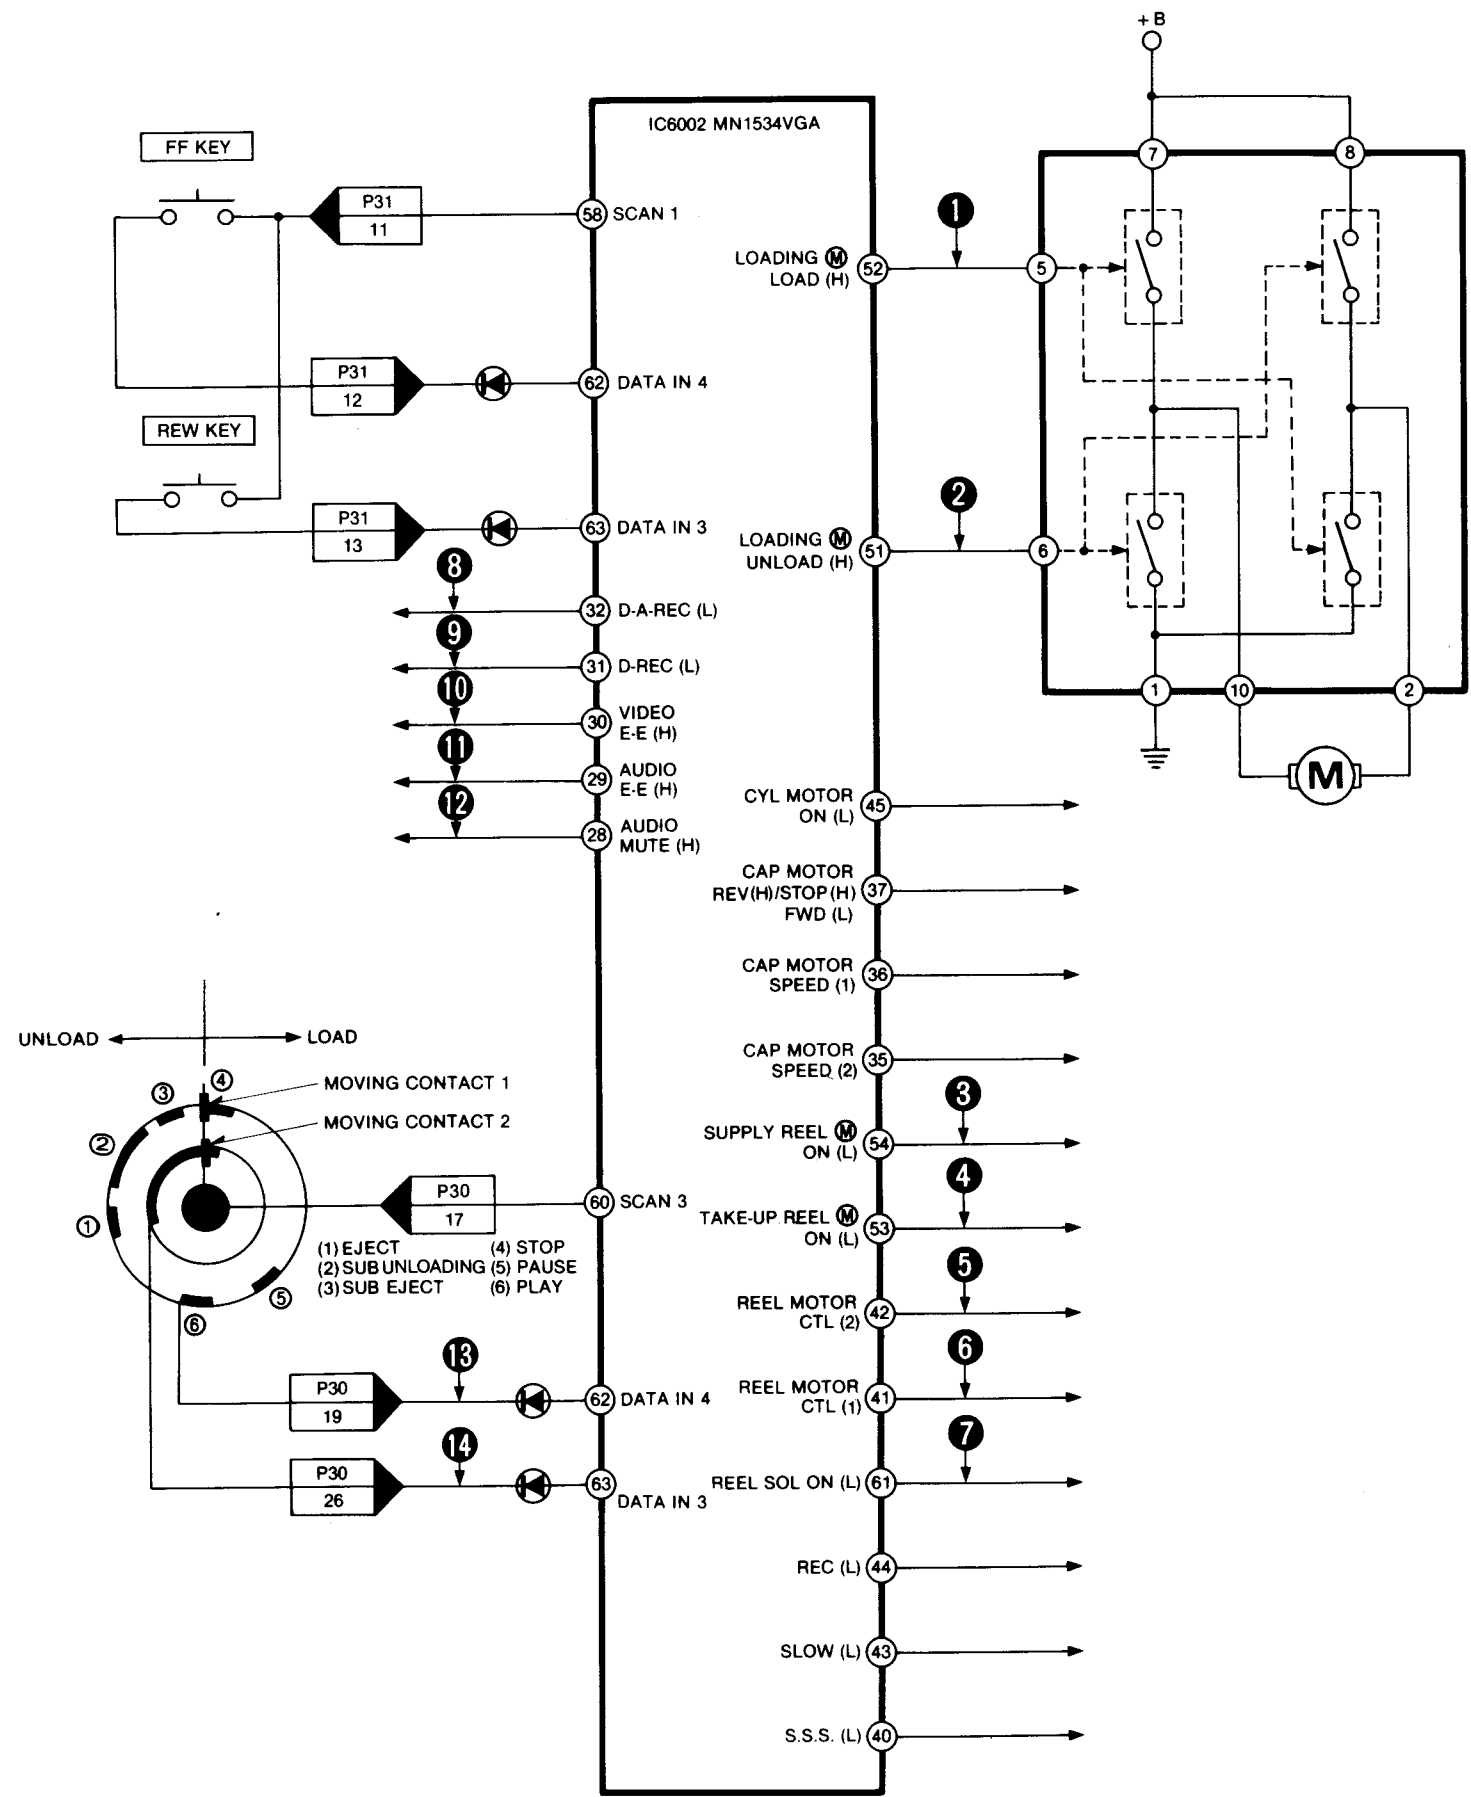 + B
IC6002 MN1534VGA
FF KEY
7
8
P31
11
58
SCAN 1
1
LOADING M
LOAD (H)
52
5
P31
12
62
DATA IN 4
REW KEY
P31
13
63
DATA IN 3
2
LOADING M
UNLOAD (H)
51
6
8
32
D-A-REC (L)
9
31
D-REC (L)
10
30
VIDEO
E-E (H)
1
10
2
11
29
AUDIO
E-E (H)
M
12
28
AUDIO
MUTE (H)
CYL MOTOR
ON (L)
45
CAP MOTOR
REV(H)/STOP(H)
FWD (L)
37
CAP MOTOR
SPEED (1)
36
UNLOAD
LOAD
CAP MOTOR
SPEED (2)
35
4
3
MOVING CONTACT 1
MOVING CONTACT 2
2
3
SUPPLY REEL M
ON (L)
54
P30
17
60
SCAN 3
4
TAKE-UP REEL M
ON (L)
53
1
(1) EJECT (4) STOP
(2) SUB UNLOADING (5) PAUSE
(3) SUB EJECT (6) PLAY
5
6
5
REEL MOTOR
CTL (2)
42
13
P30
19
62
DATA IN 4
6
REEL MOTOR
CTL (1)
41
14
P30
26
63
DATA IN 3
7
REEL SOL ON (L)
61
REC (L)
44
SLOW (L)
43
S.S.S. (L)
40